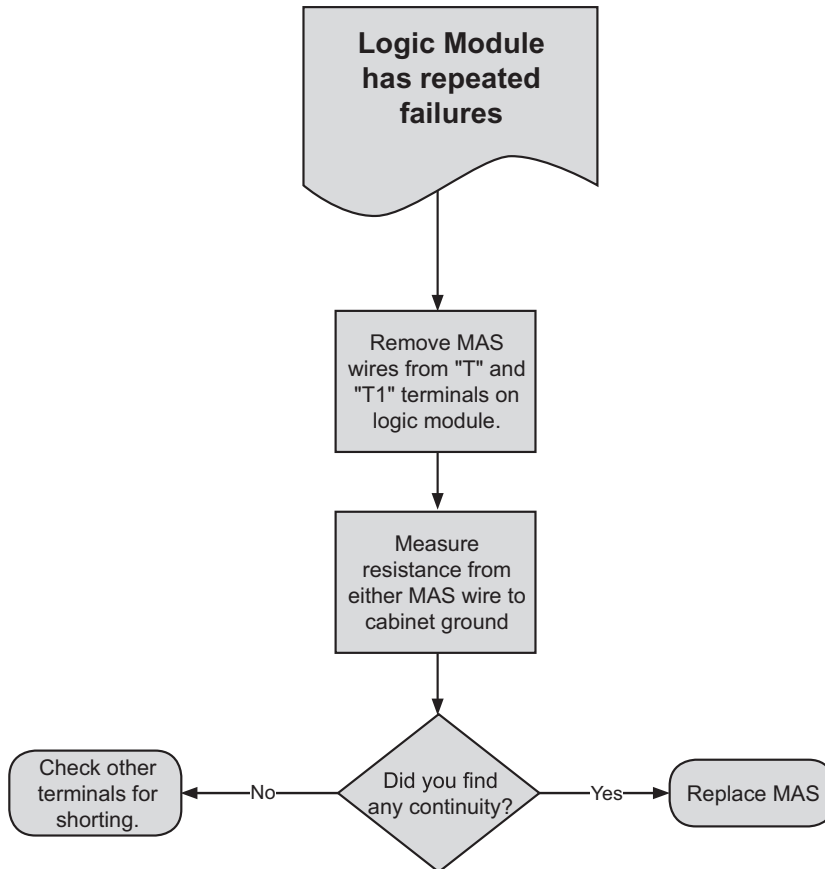 Logic Module
has repeated
failures
Remove MAS
wires from "T" and
"T1" terminals on
logic module.
Measure
resistance from
either MAS wire to
cabinet ground
Did you find
any continuity?
No
Yes
Check other
terminals for
shorting.
Replace MAS